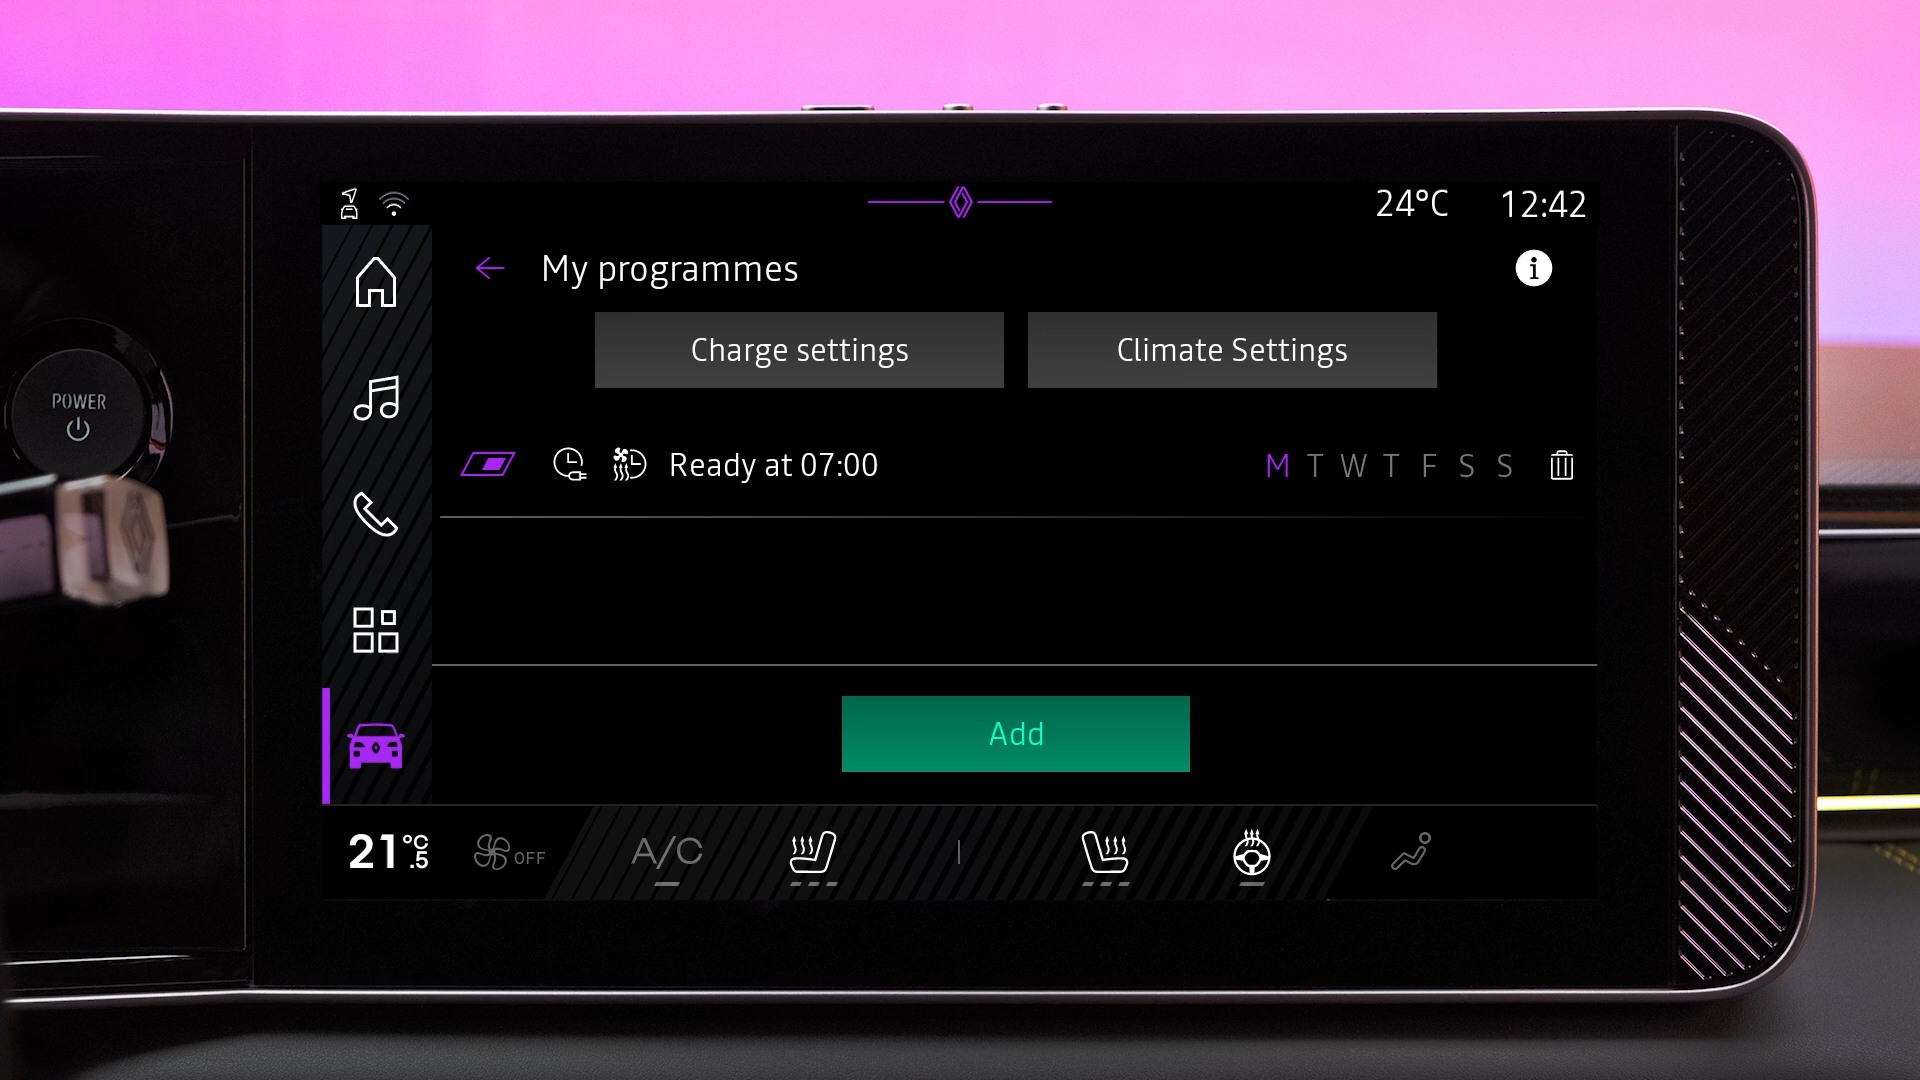 24°C 12:42
My programmes
Charge settings Climate Settings
POWER
Ready at 07:00 M T W T F S S
Add
21.5°C OFF A/C